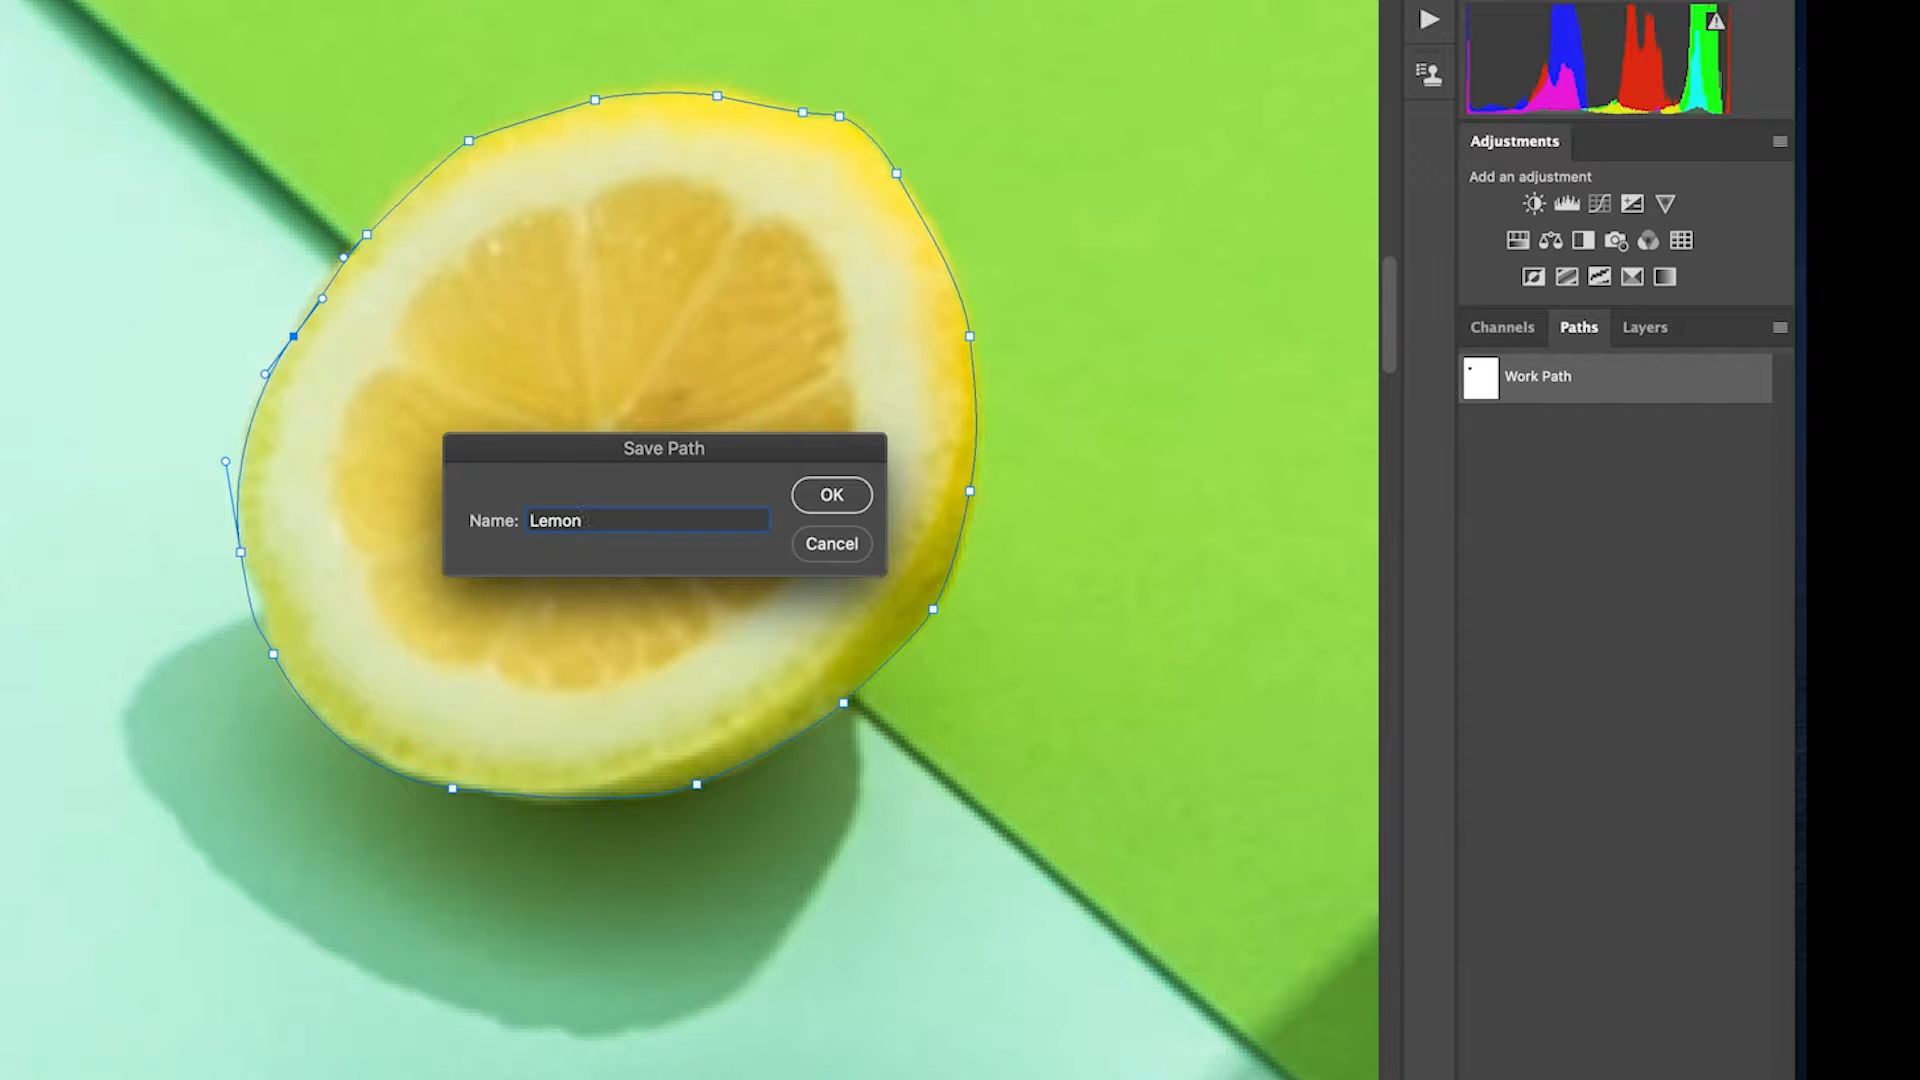 Adjustments
Add an adjustment
Channels Paths Layers
Work Path
Save Path
Name: Lemon
OK
Cancel